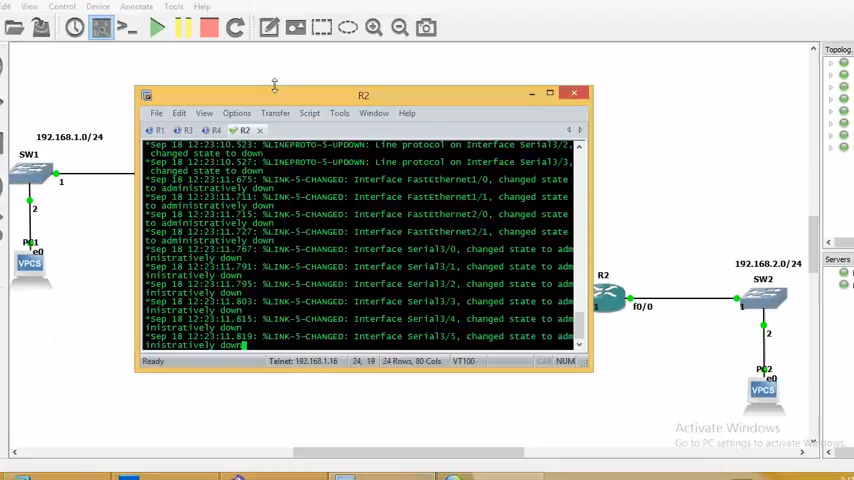 Edit View Control Device Annotate Tools Help
Topolog
R2
File Edit View Options Transfer Script Tools Window Help
R1 R3 R4 R2
*Sep 18 12:23:10.523: %LINEPROTO-5-UPDOWN: Line protocol on Interface Serial3/2,
changed state to down
*Sep 18 12:23:10.527: %LINEPROTO-5-UPDOWN: Line protocol on Interface Serial3/3,
changed state to down
*Sep 18 12:23:11.675: %LINK-5-CHANGED: Interface FastEthernet1/0, changed state
to administratively down
*Sep 18 12:23:11.711: %LINK-5-CHANGED: Interface FastEthernet1/1, changed state
to administratively down
*Sep 18 12:23:11.715: %LINK-5-CHANGED: Interface FastEthernet2/0, changed state
to administratively down
*Sep 18 12:23:11.727: %LINK-5-CHANGED: Interface FastEthernet2/1, changed state
to administratively down
*Sep 18 12:23:11.767: %LINK-5-CHANGED: Interface Serial3/0, changed state to adm
inistratively down
*Sep 18 12:23:11.791: %LINK-5-CHANGED: Interface Serial3/1, changed state to adm
inistratively down
*Sep 18 12:23:11.795: %LINK-5-CHANGED: Interface Serial3/2, changed state to adm
inistratively down
*Sep 18 12:23:11.803: %LINK-5-CHANGED: Interface Serial3/3, changed state to adm
inistratively down
*Sep 18 12:23:11.815: %LINK-5-CHANGED: Interface Serial3/4, changed state to adm
inistratively down
*Sep 18 12:23:11.819: %LINK-5-CHANGED: Interface Serial3/5, changed state to adm
inistratively down
Ready Telnet: 192.168.1.16 24, 19 24 Rows, 80 Cols VT100 CAP NUM
192.168.1.0/24
SW1
1
2
PC1
e0
VPCS
192.168.2.0/24
R2
SW2
1 f0/0 1
2
PC2
e0
VPCS
Servers
Activate Windows
Go to PC settings to activate Windows.